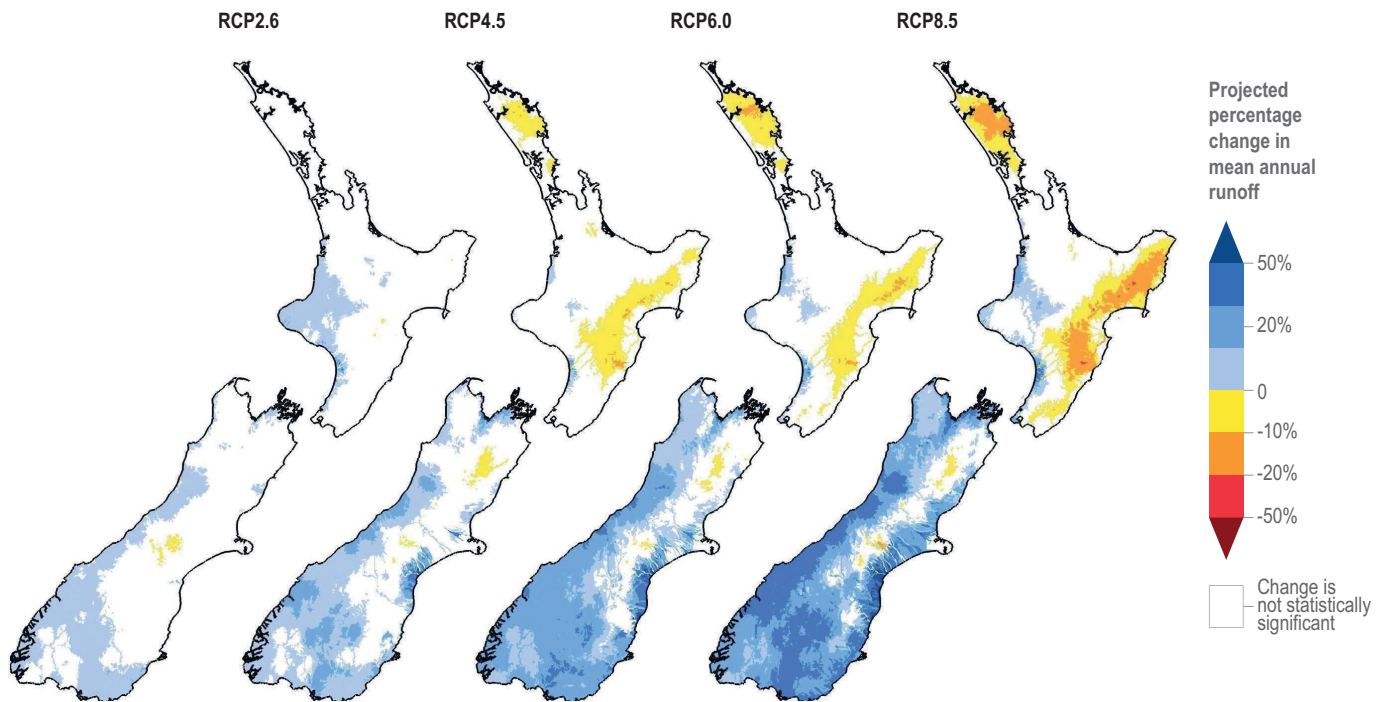 RCP2.6
RCP4.5
RCP6.0
RCP8.5
Projected
percentage
change in
mean annual
runoff
50%
20%
0
-10%
-20%
-50%
Change is
not statistically
significant